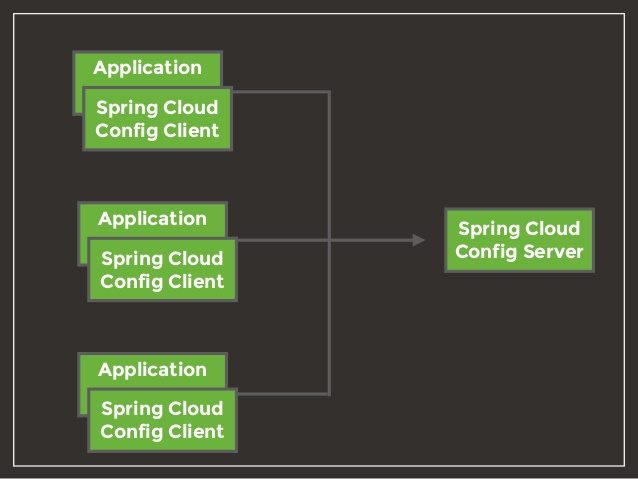 Application
Spring Cloud
Config Client
Application
Spring Cloud
Config Client
Spring Cloud
Config Server
Application
Spring Cloud
Config Client